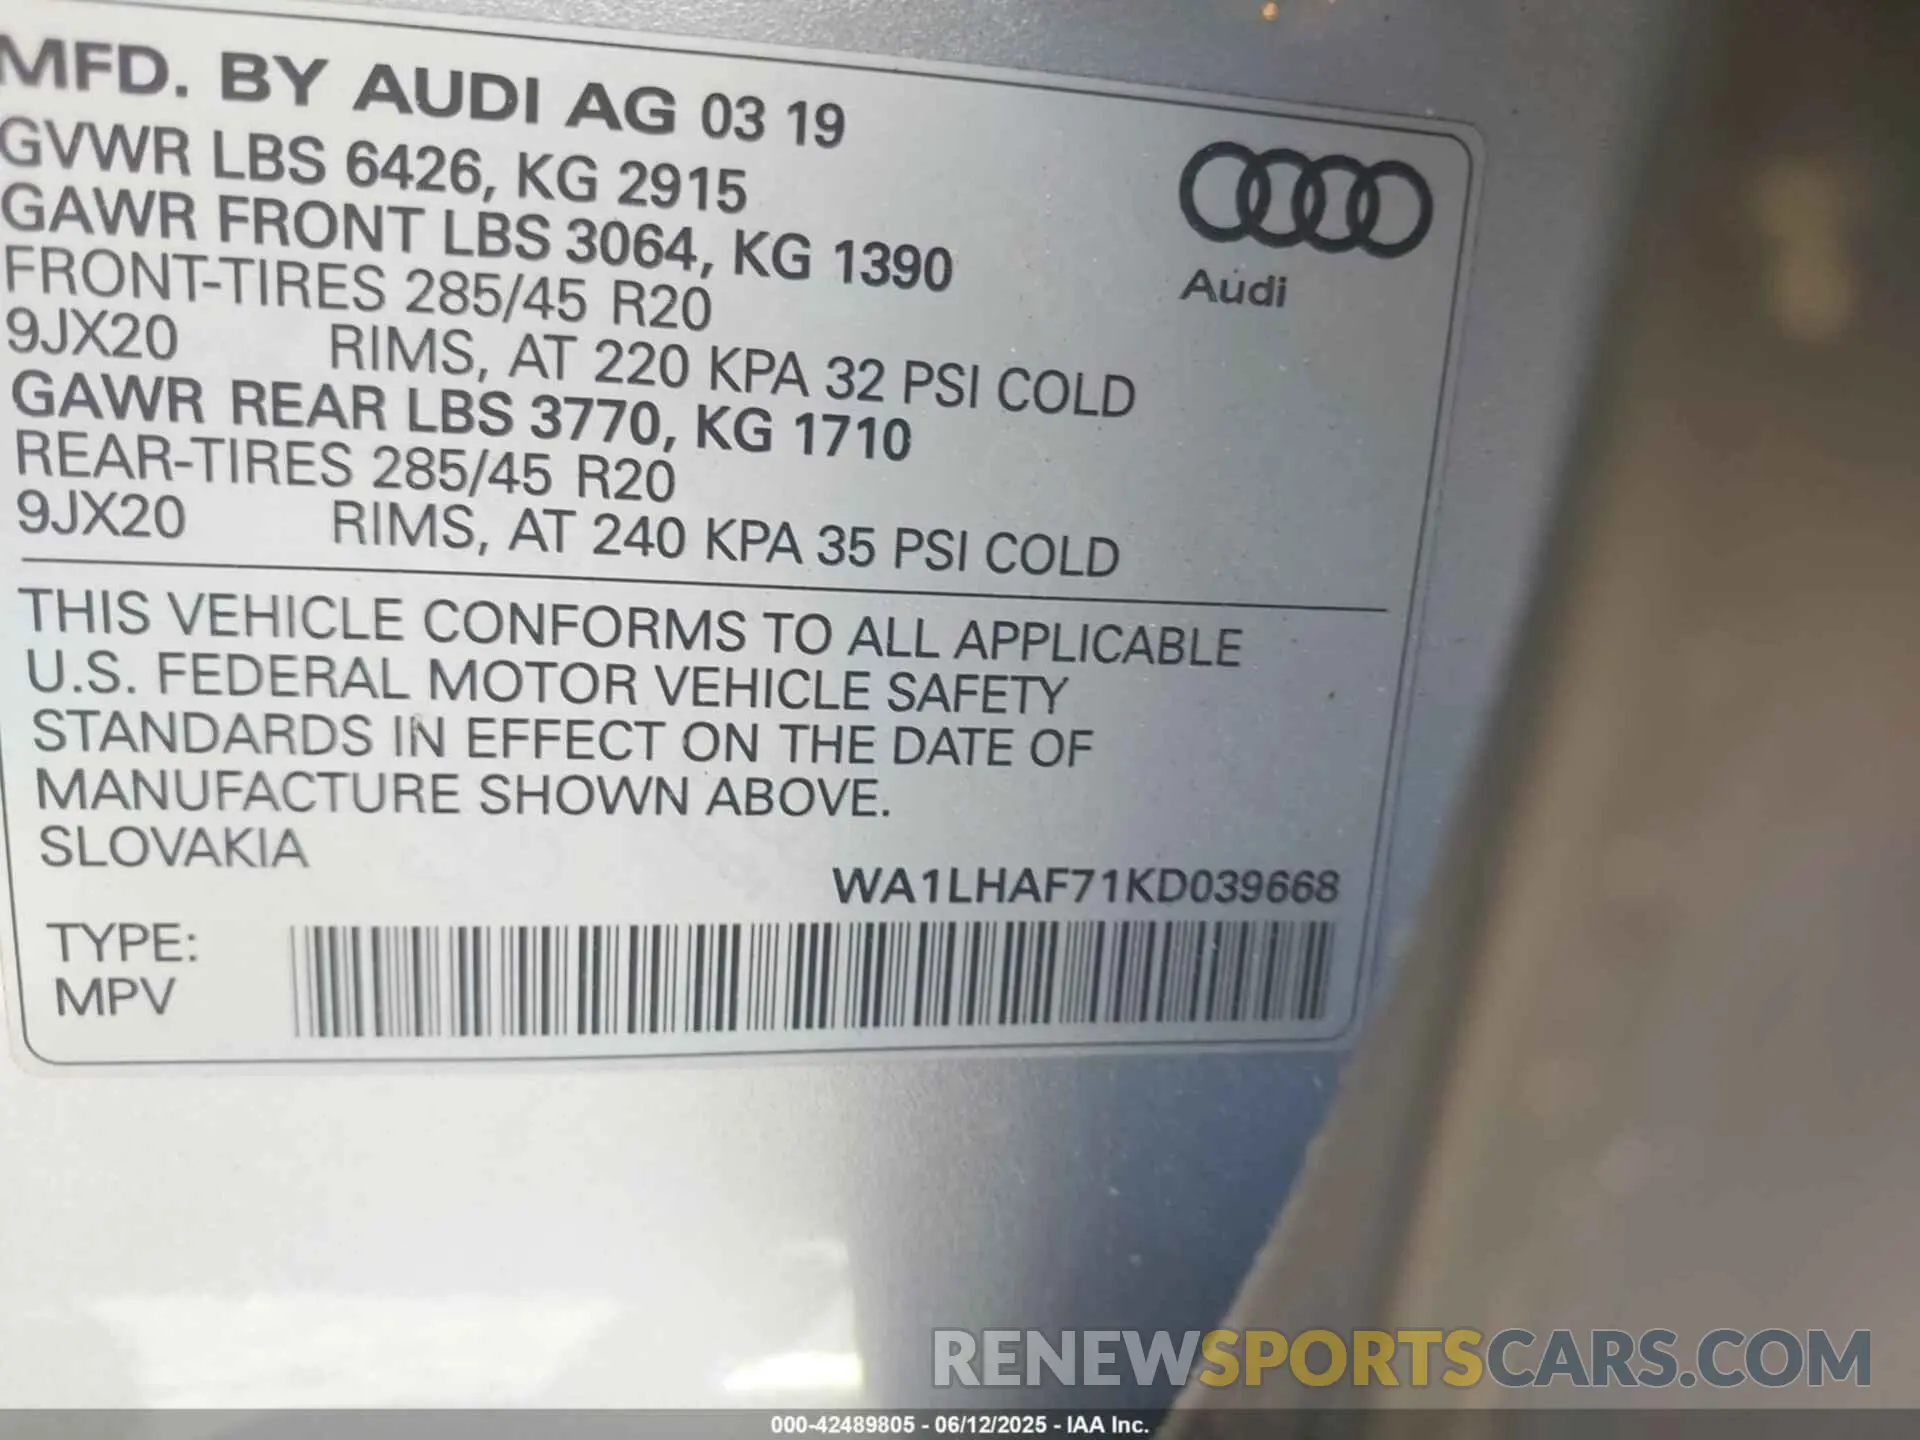 MFD. BY AUDI AG 03 19
GVWR LBS 6426, KG 2915
GAWR FRONT LBS 3064, KG 1390
FRONT-TIRES 285/45 R20
9JX20 RIMS, AT 220 KPA 32 PSI COLD
GAWR REAR LBS 3770, KG 1710
REAR-TIRES 285/45 R20
9JX20 RIMS, AT 240 KPA 35 PSI COLD
Audi
THIS VEHICLE CONFORMS TO ALL APPLICABLE
U.S. FEDERAL MOTOR VEHICLE SAFETY
STANDARDS IN EFFECT ON THE DATE OF
MANUFACTURE SHOWN ABOVE.
SLOVAKIA
WA1LHAF71KD039668
TYPE:
MPV
RENEWSPORTSCARS.COM
000-42489805 - 06/12/2025 - IAA Inc.